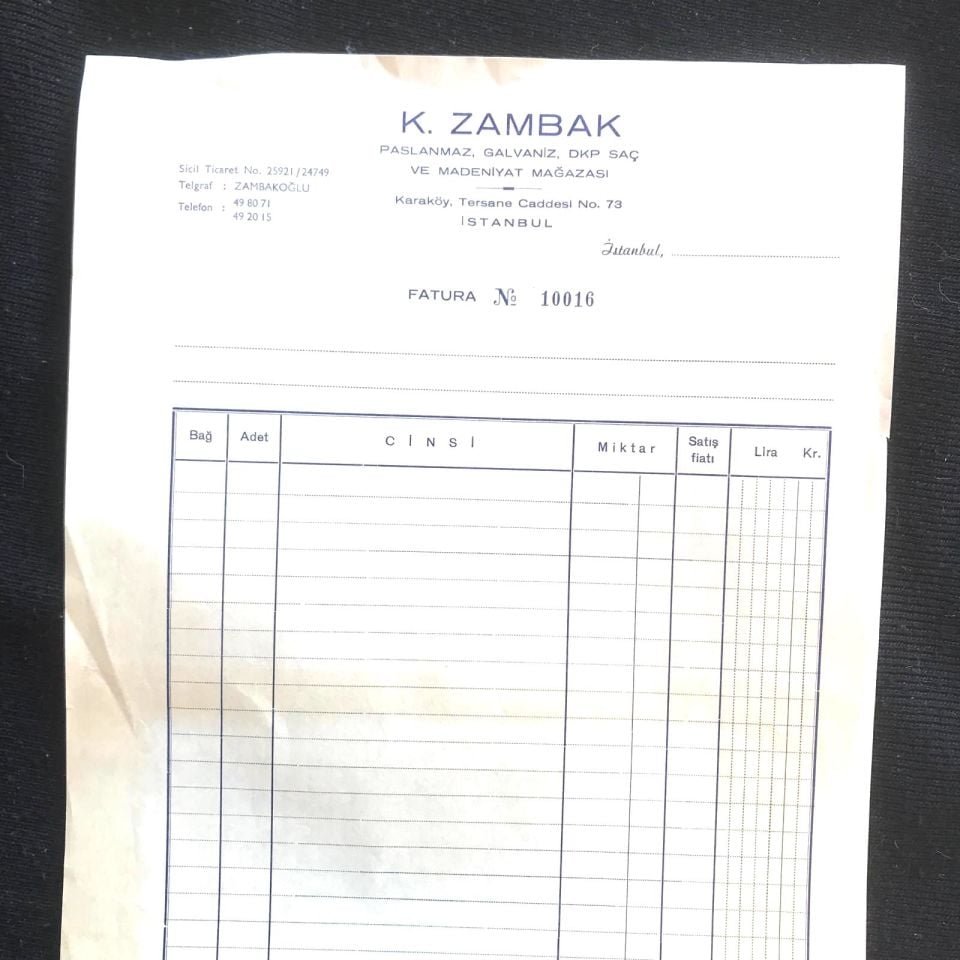 K. ZAMBAK
PASLANMAZ, GALVANİZ, DKP SAÇ
VE MADENİYAT MAĞAZASI
Karaköy, Tersane Caddesi No. 73
İSTANBUL
Sicil Ticaret No. 25921/24749
Telgraf : ZAMBAKOĞLU
Telefon : 49 80 71
49 20 15
İstanbul,
FATURA № 10016
Bağ Adet CİNSİ Miktar Satış fiatı Lira Kr.